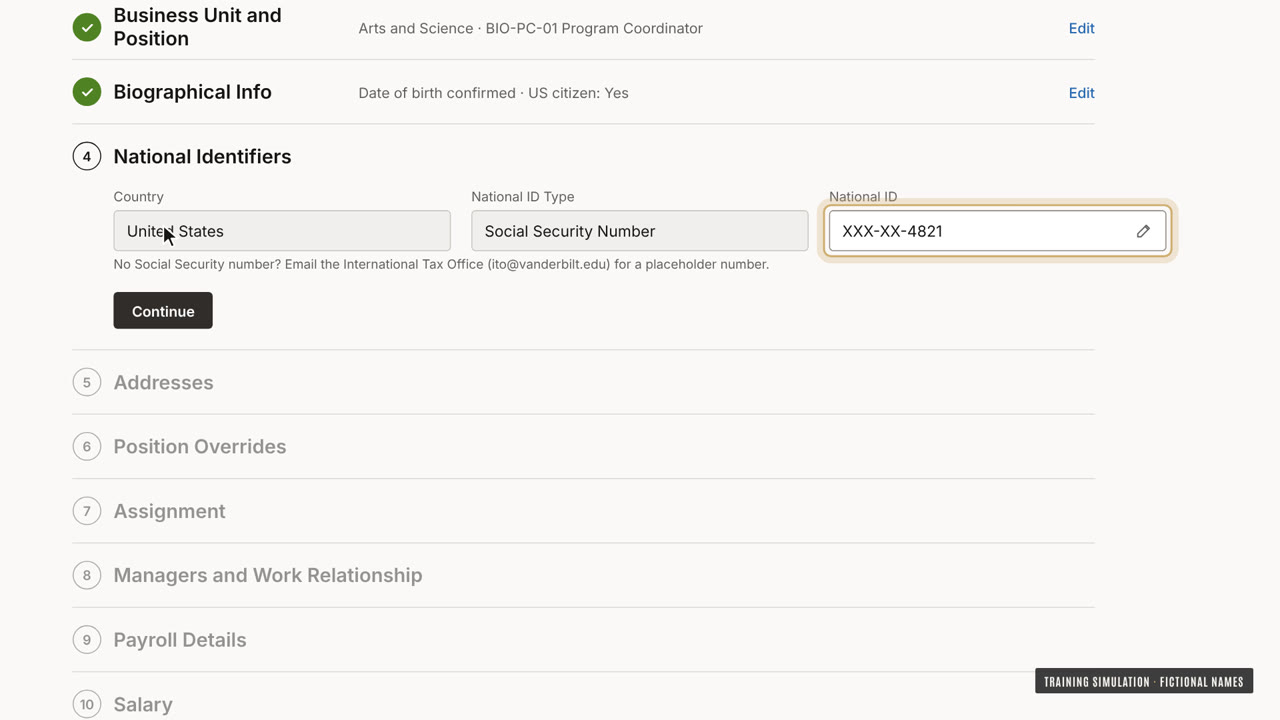 Business Unit and
Position
Arts and Science · BIO-PC-01 Program Coordinator
Edit
Biographical Info
Date of birth confirmed · US citizen: Yes
Edit
4
National Identifiers
Country
National ID Type
National ID
United States
Social Security Number
XXX-XX-4821
No Social Security number? Email the International Tax Office (ito@vanderbilt.edu) for a placeholder number.
Continue
5
Addresses
6
Position Overrides
7
Assignment
8
Managers and Work Relationship
9
Payroll Details
10
Salary
TRAINING SIMULATION · FICTIONAL NAMES